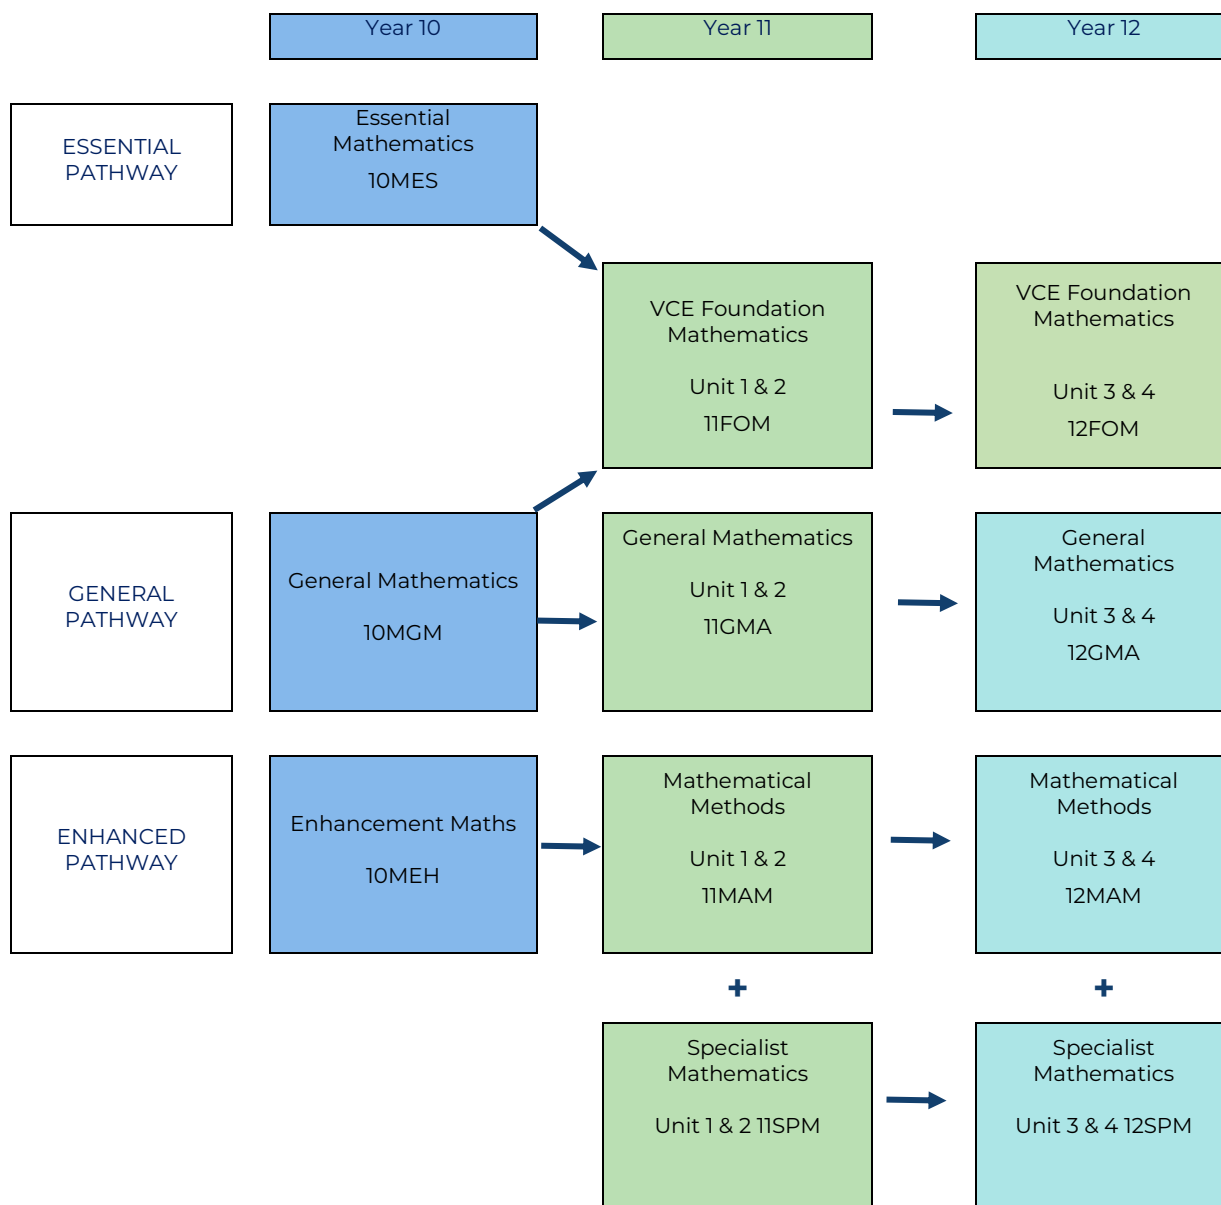 Year 10
Year 11
Year 12
ESSENTIAL
PATHWAY
Essential
Mathematics
10MES
VCE Foundation
Mathematics
Unit 1 & 2
11FOM
VCE Foundation
Mathematics
Unit 3 & 4
12FOM
GENERAL
PATHWAY
General Mathematics
10MGM
General Mathematics
Unit 1 & 2
11GMA
General
Mathematics
Unit 3 & 4
12GMA
ENHANCED
PATHWAY
Enhancement Maths
10MEH
Mathematical
Methods
Unit 1 & 2
11MAM
Mathematical
Methods
Unit 3 & 4
12MAM
+
+
Specialist
Mathematics
Unit 1 & 2 11SPM
Specialist
Mathematics
Unit 3 & 4 12SPM